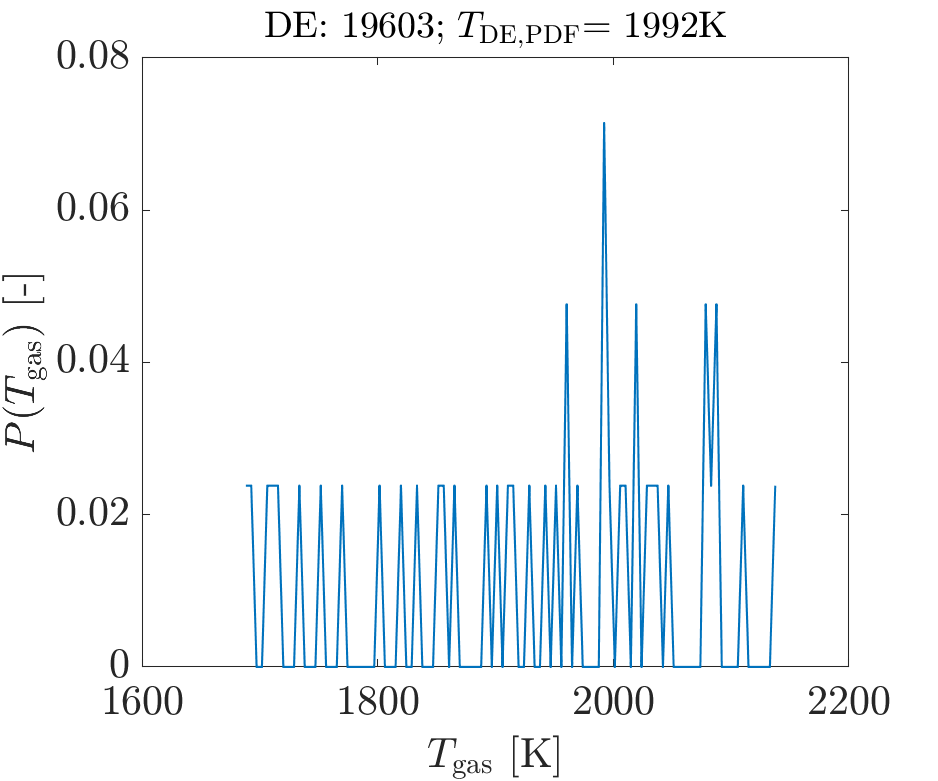 DE: 19603; T_DE,PDF= 1992K
0.08
0.06
0.04
0.02
0
P(T_gas) [-]
1600 1800 2000 2200
T_gas [K]